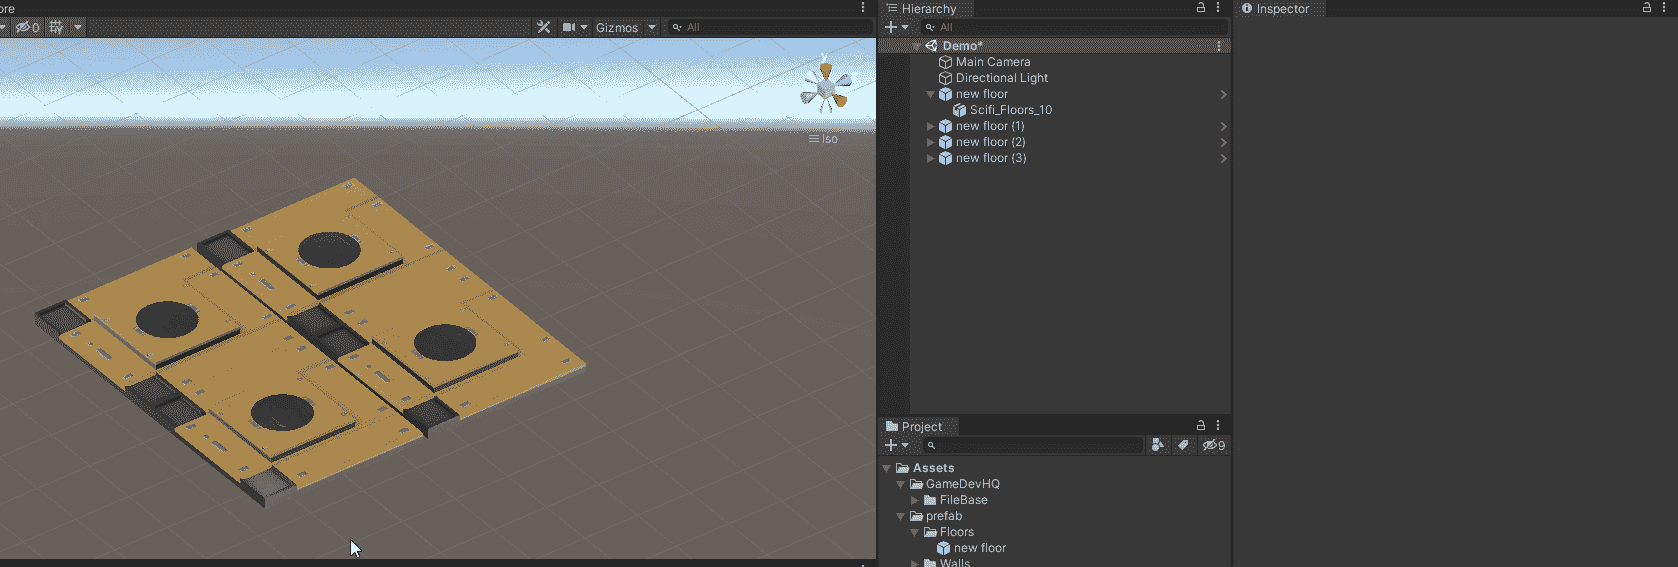 ore
Hierarchy
Inspector
0
Gizmos
All
All
Demo*
Main Camera
Directional Light
new floor
Scifi_Floors_10
new floor (1)
new floor (2)
new floor (3)
y
Iso
Project
9
Assets
GameDevHQ
FileBase
prefab
Floors
new floor
Walls